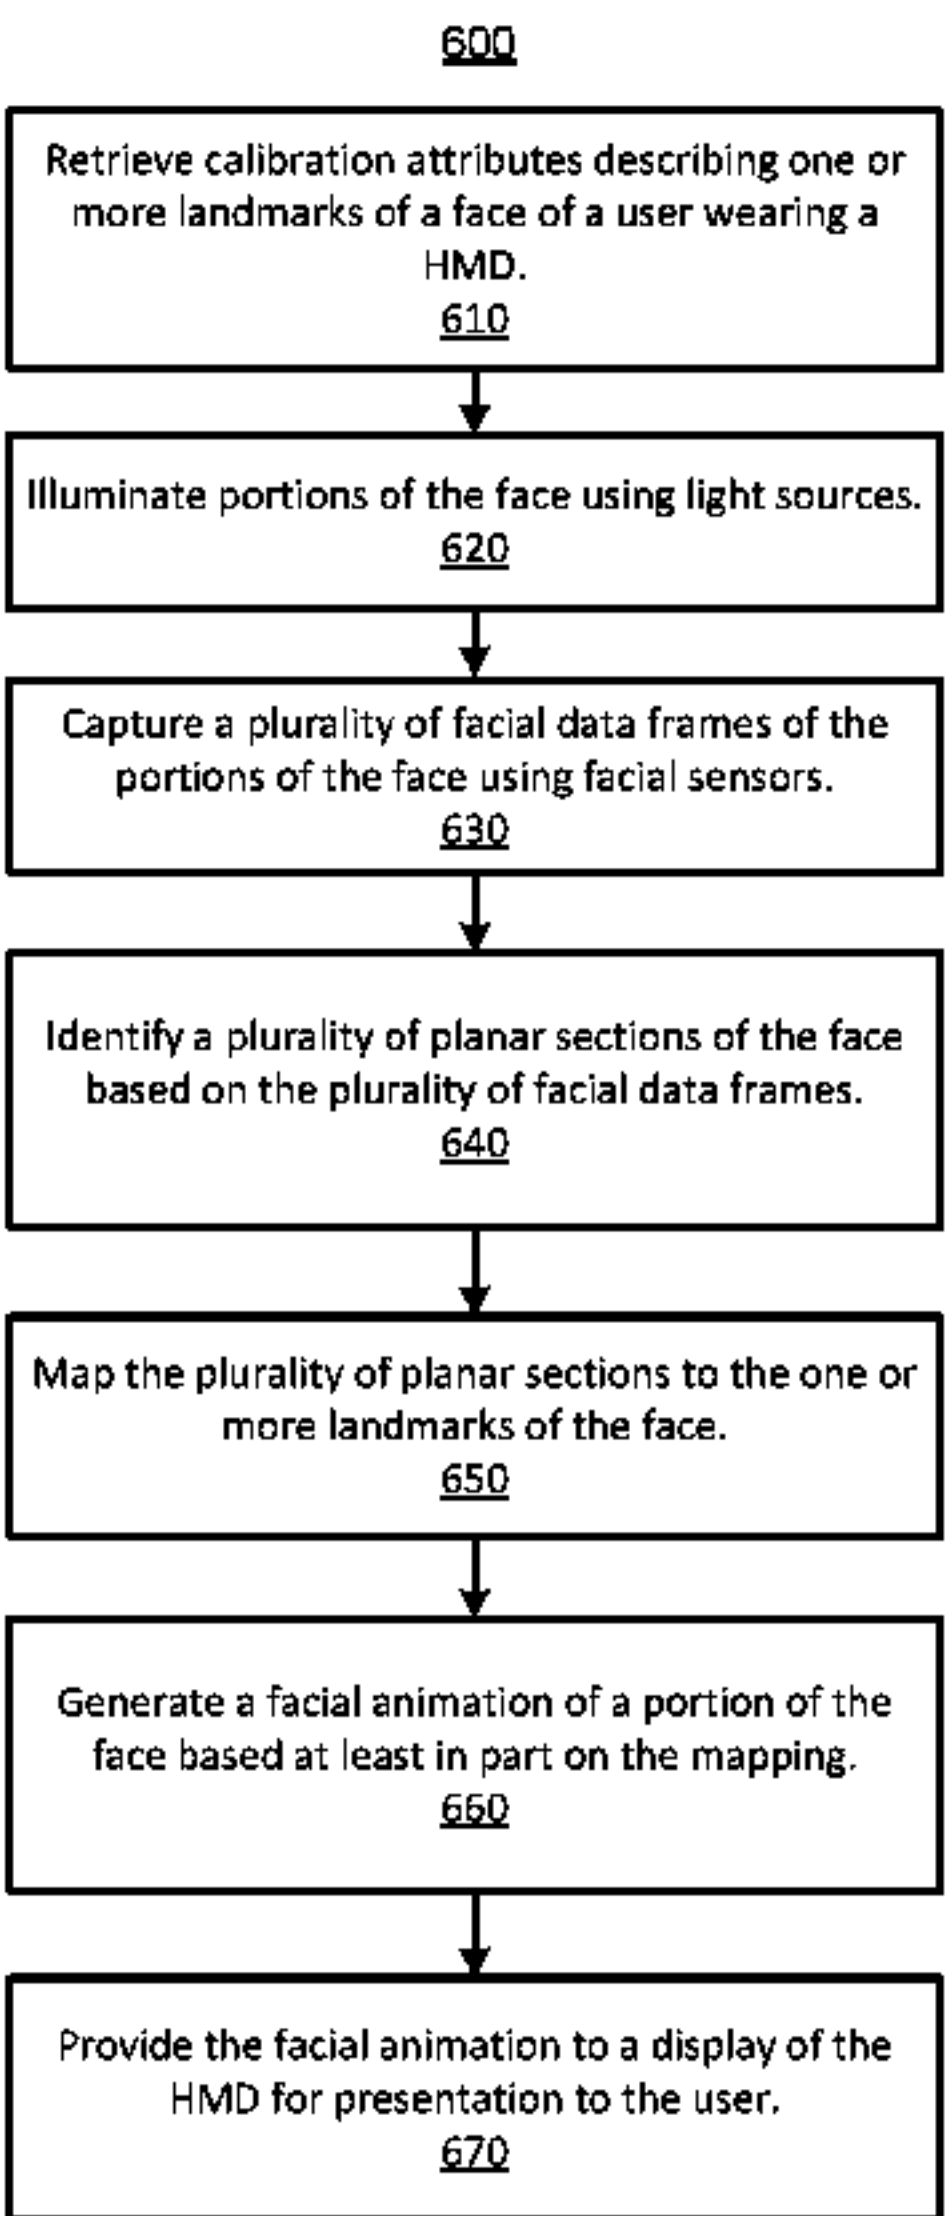 600
Retrieve calibration attributes describing one or
more landmarks of a face of a user wearing a
HMD.
610
Illuminate portions of the face using light sources.
620
Capture a plurality of facial data frames of the
portions of the face using facial sensors.
630
Identify a plurality of planar sections of the face
based on the plurality of facial data frames.
640
Map the plurality of planar sections to the one or
more landmarks of the face.
650
Generate a facial animation of a portion of the
face based at least in part on the mapping.
660
Provide the facial animation to a display of the
HMD for presentation to the user.
670